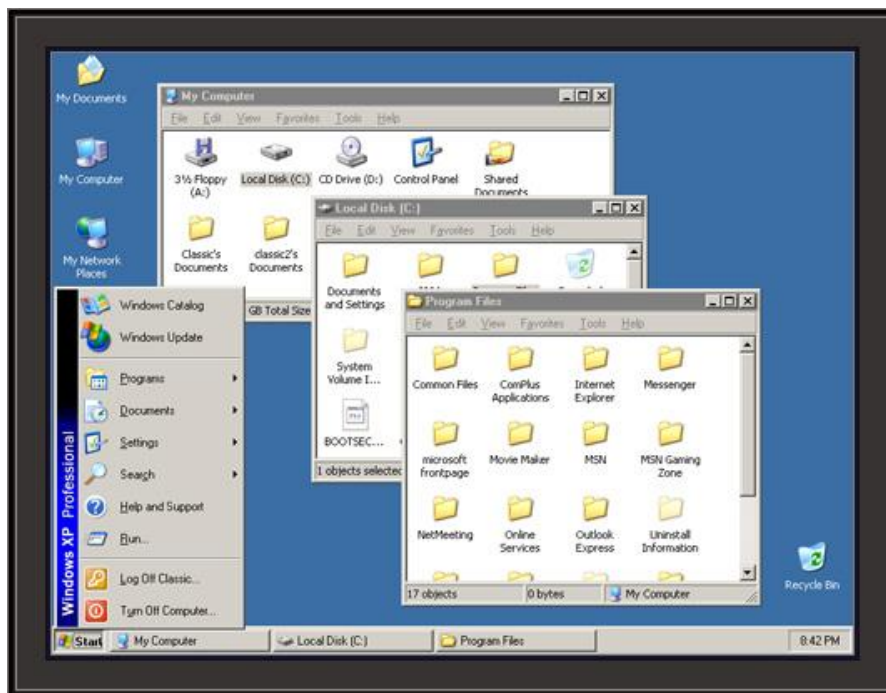 My Documents
My Computer
My Network
Places
My Computer
File Edit View Favorites Tools Help
3½ Floppy
(A:)
Local Disk (C:)
CD Drive (D:)
Control Panel
Shared
Documents
Classic's
Documents
classic2's
Documents
GB Total Size
Local Disk (C:)
File Edit View Favorites Tools Help
Documents
and Settings
System
Volume I...
BOOTSEC...
1 objects selected
Program Files
File Edit View Favorites Tools Help
Common Files
ComPlus
Applications
Internet
Explorer
Messenger
microsoft
frontpage
Movie Maker
MSN
MSN Gaming
Zone
NetMeeting
Online
Services
Outlook
Express
Uninstall
Information
17 objects
0 bytes
My Computer
Windows XP Professional
Windows Catalog
Windows Update
Programs
Documents
Settings
Search
Help and Support
Run...
Log Off Classic...
Turn Off Computer...
Recycle Bin
Start
My Computer
Local Disk (C:)
Program Files
8:42 PM